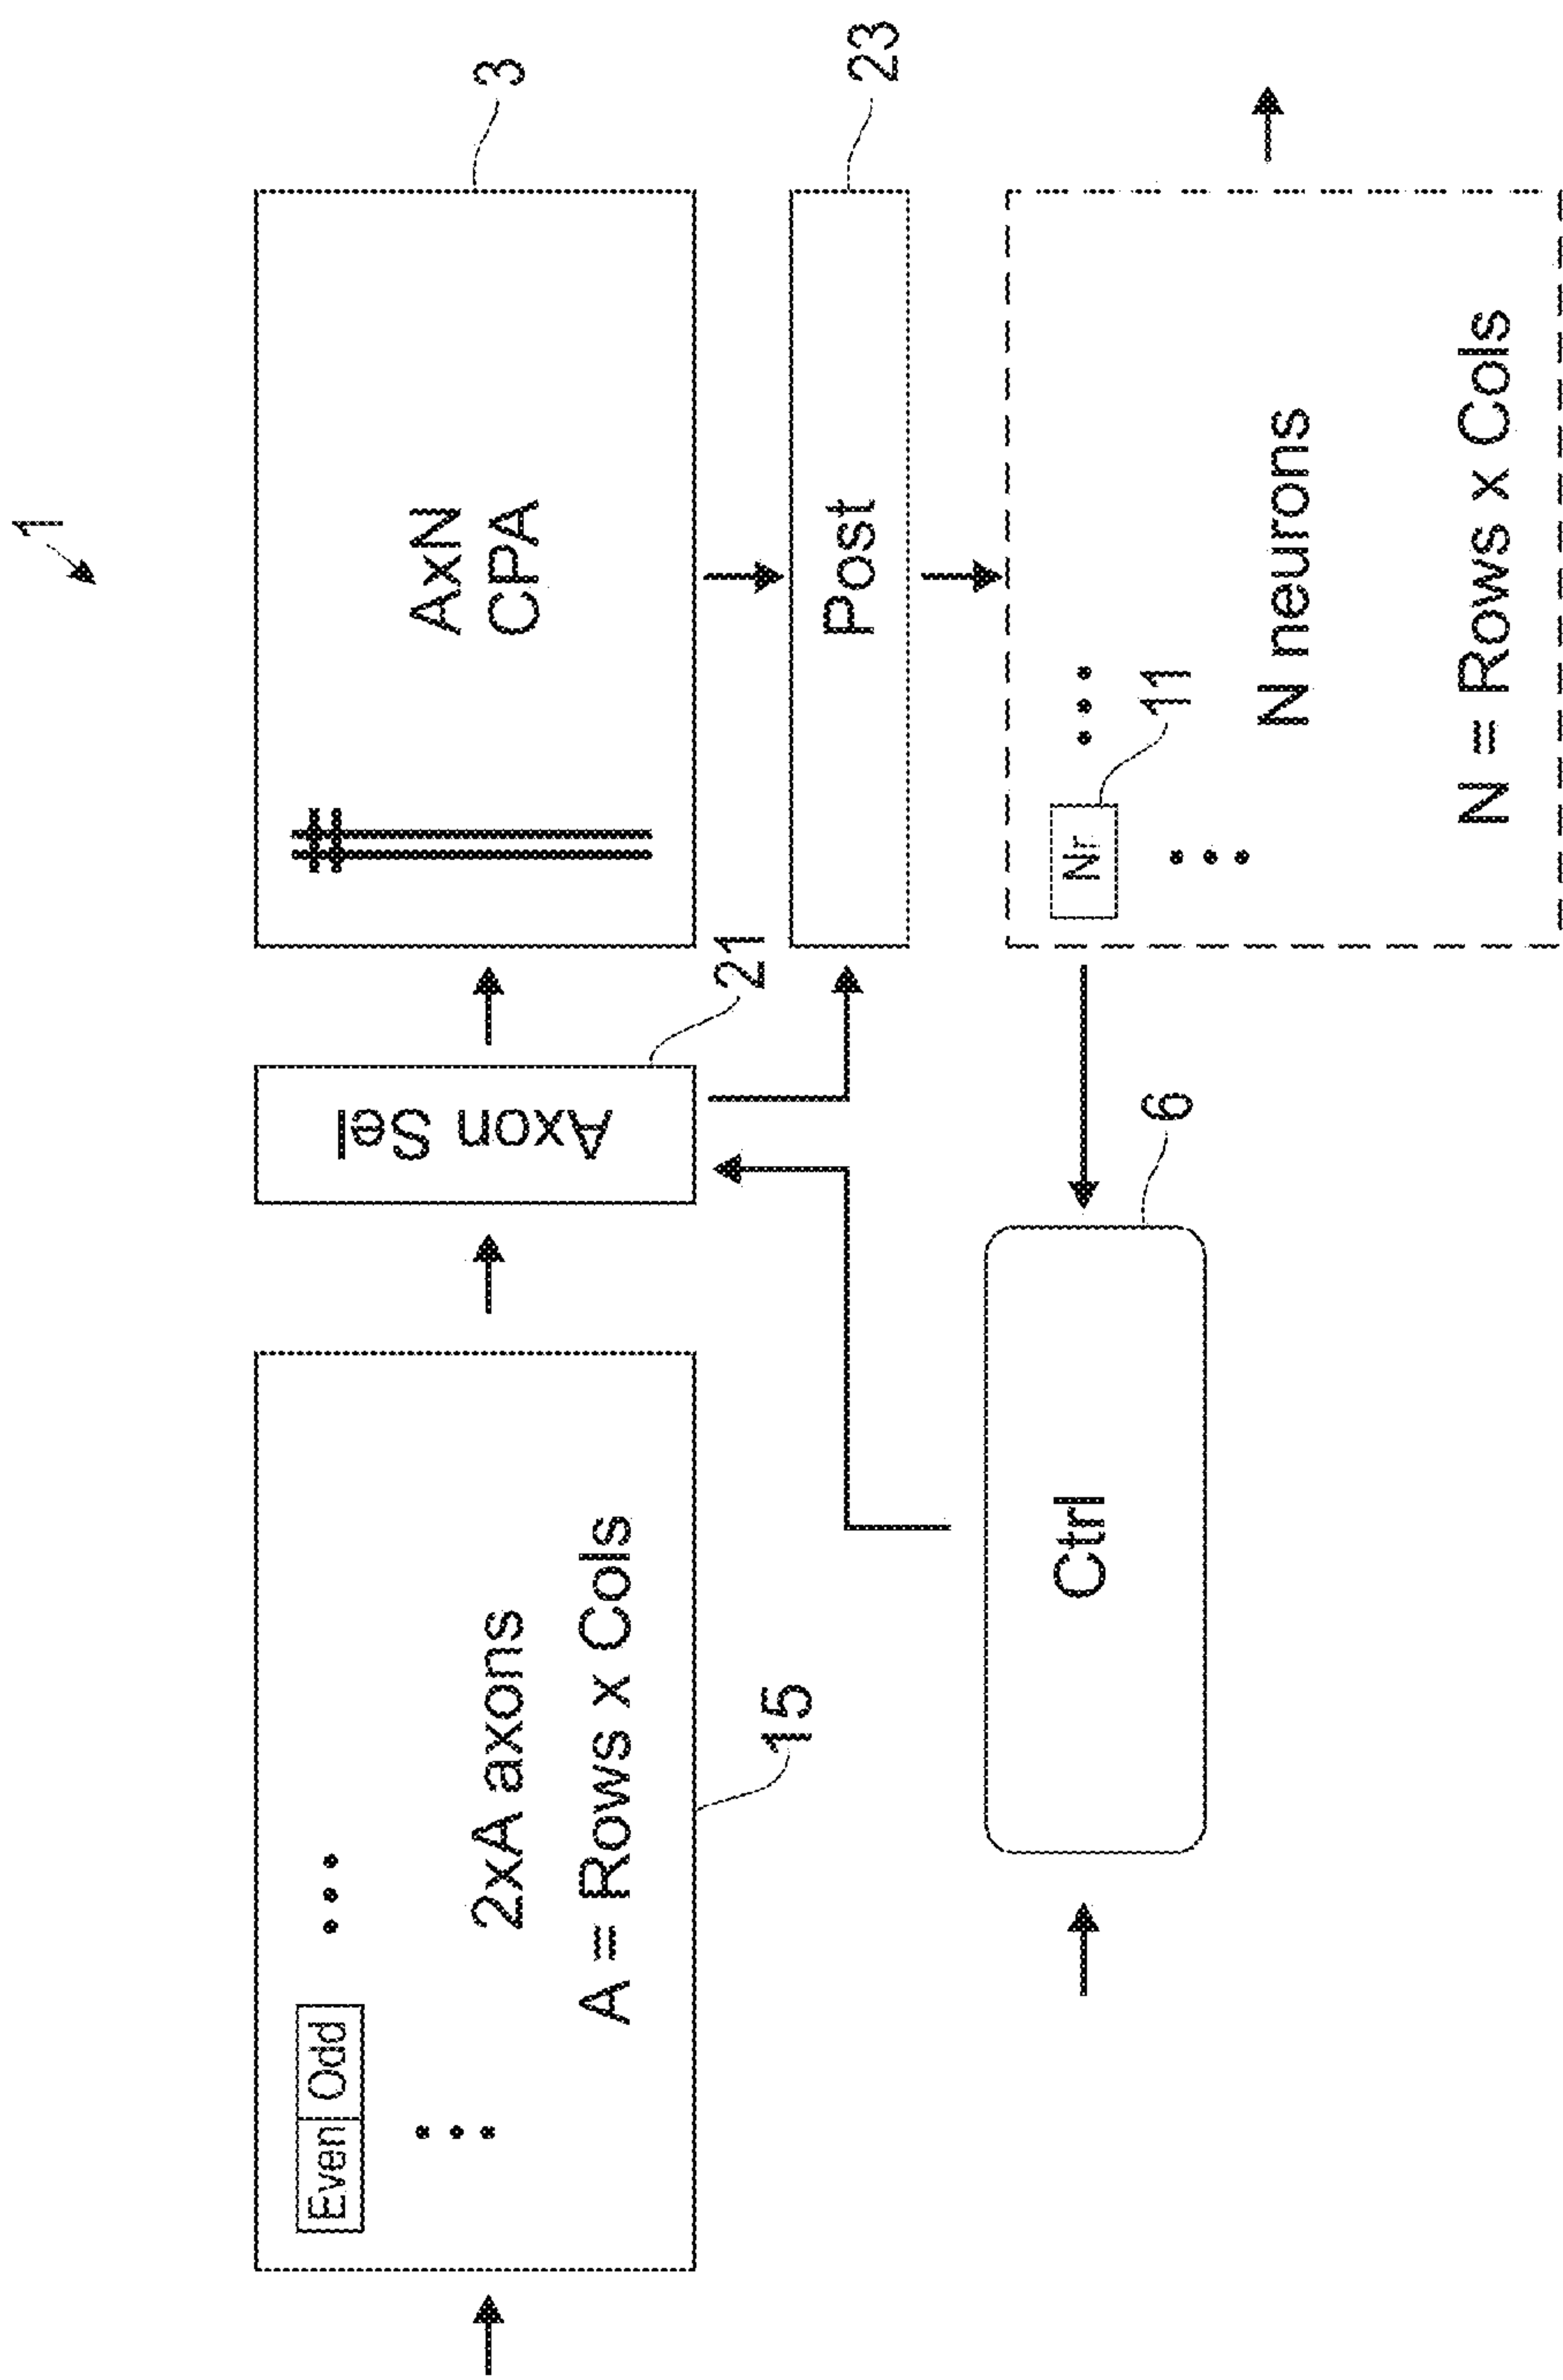 1
Even Odd ...
2xA axons
A = Rows x Cols
15
Axon Sel
21
AxN
CPA
3
Post
23
Ctrl
6
Nr ...
11
N neurons
N = Rows x Cols